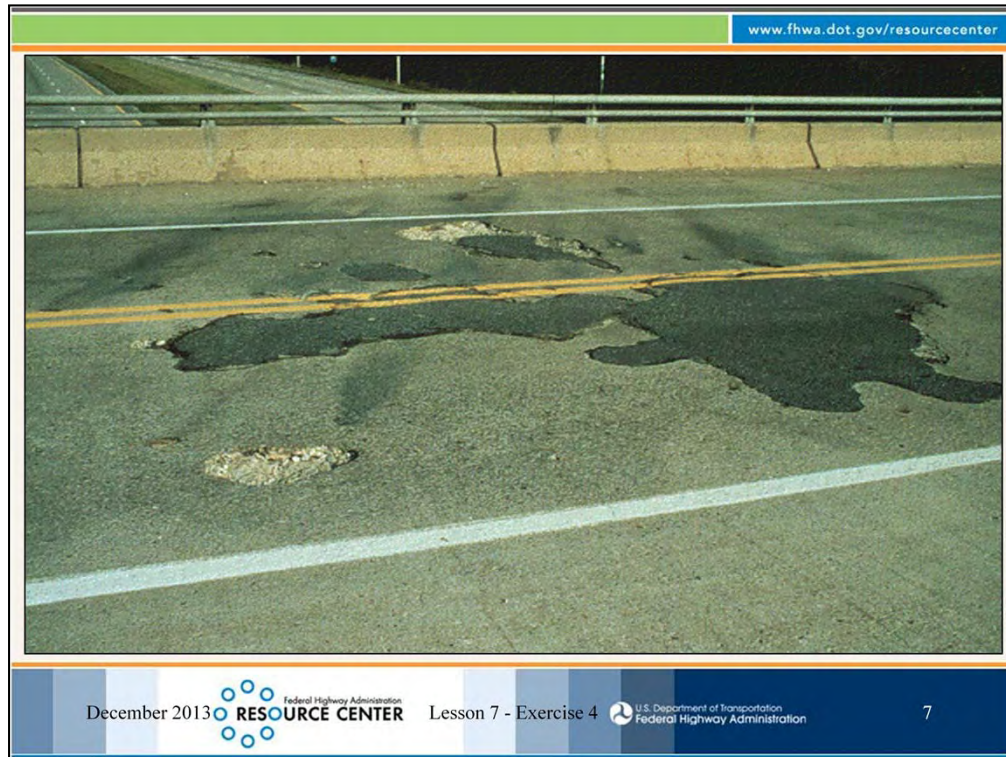 www.fhwa.dot.gov/resourcecenter
December 2013
Federal Highway Administration
RESOURCE CENTER
Lesson 7 - Exercise 4
U.S. Department of Transportation
Federal Highway Administration
7